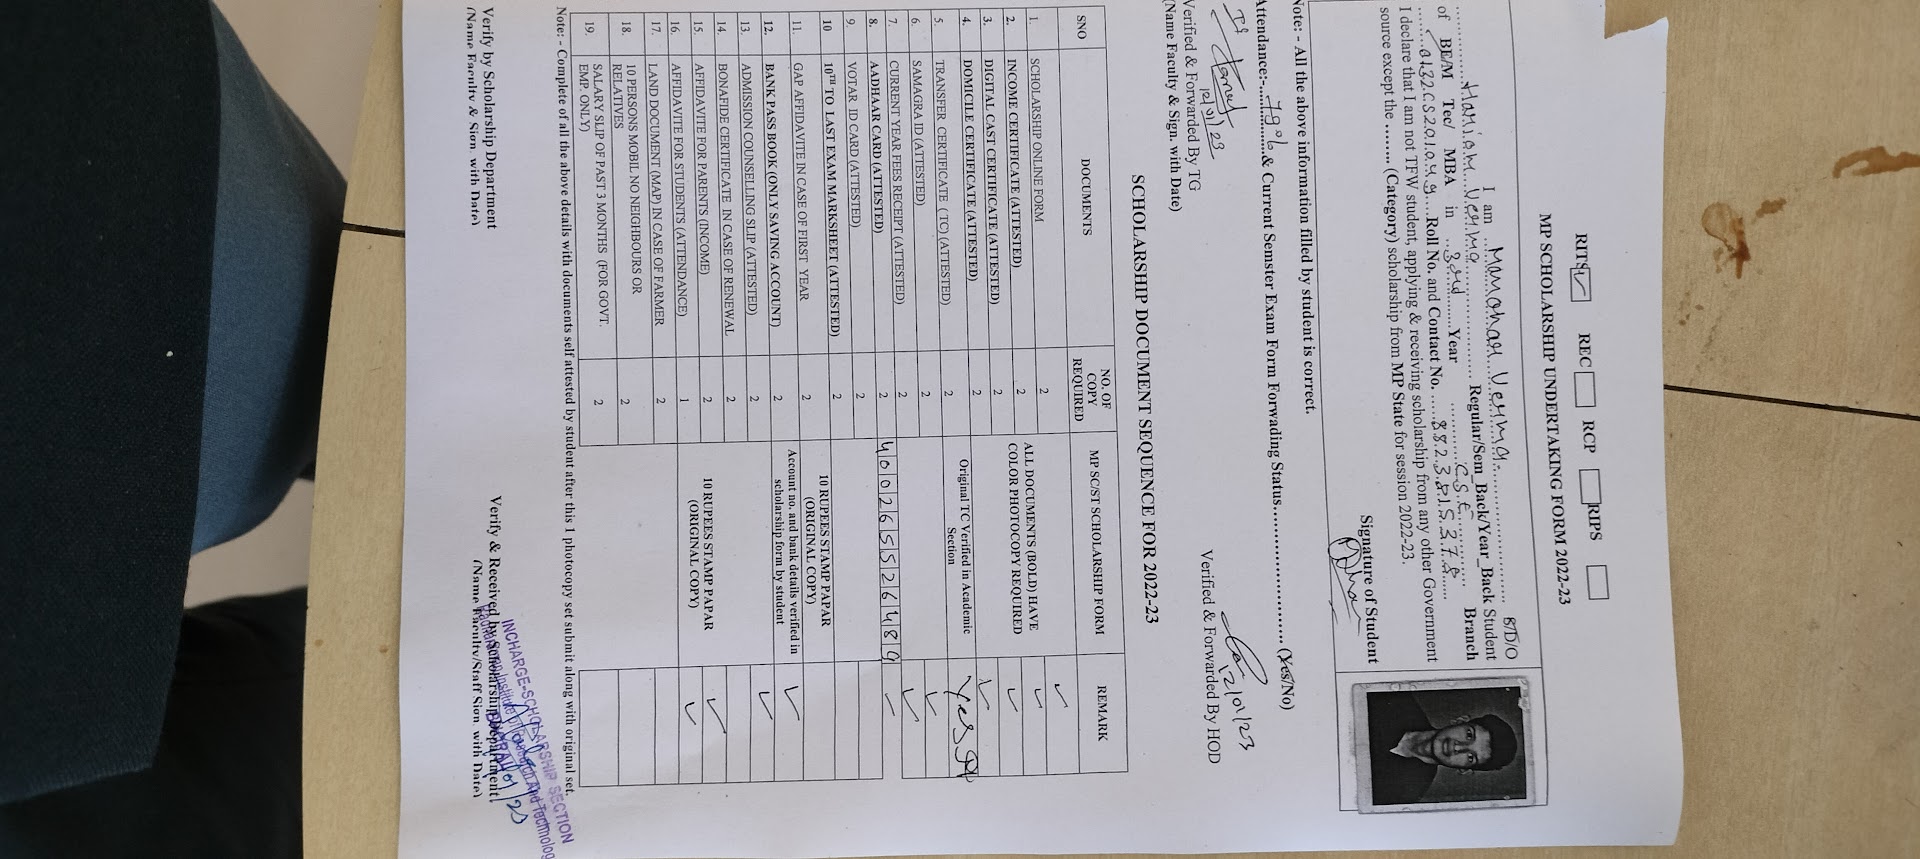 RITS ✓ REC RCP RIPS
MP SCHOLARSHIP UNDERTAKING FORM 2022-23
I am Manohar Verma. S/D/O
Hariom Verma Regular/Sem_Back/Year_Back Student
of BE/M Tec/ MBA in 3rd Year C.S.E. Branch
0132CS201049 Roll No. and Contact No. 8823815378
I declare that I am not TFW student, applying & receiving scholarship from any other Government
source except the ........ (Category) scholarship from MP State for session 2022-23.
Signature of Student
Note: - All the above information filled by student is correct.
Attendance:- 79% & Current Semster Exam Form Forwading Status........................ (Yes/No)
12/01/23
12/01/23
Verified & Forwarded By TG
Verified & Forwarded By HOD
(Name Faculty & Sign. with Date)
SCHOLARSHIP DOCUMENT SEQUENCE FOR 2022-23
SNO DOCUMENTS NO. OF COPY REQUIRED MP SC/ST SCHOLARSHIP FORM REMARK
1. SCHOLARSHIP ONLINE FORM 2 ✓
ALL DOCUMENTS (BOLD) HAVE
COLOR PHOTOCOPY REQUIRED
2. INCOME CERTIFICATE (ATTESTED) 2 ✓
3. DIGITAL CAST CERTIFICATE (ATTESTED) 2 ✓
4. DOMICILE CERTIFICATE (ATTESTED) 2 ✓
5. TRANSFER CERTIFICATE ( TC) (ATTESTED) 2 Original TC Verified in Academic Section Yes
6. SAMAGRA ID (ATTESTED) 2 ✓
7. CURRENT YEAR FEES RECEIPT (ATTESTED) 2 ✓
8. AADHAAR CARD (ATTESTED) 2 400265526489 ✓
9. VOTAR ID CARD (ATTESTED) 2
10 10TH TO LAST EXAM MARKSHEET (ATTESTED) 2
11. GAP AFFIDAVITE IN CASE OF FIRST YEAR 2 10 RUPEES STAMP PAPAR (ORIGINAL COPY)
12. BANK PASS BOOK (ONLY SAVING ACCOUNT) 2 Account no. and bank details verified in scholarship form by student ✓
13. ADMISSION COUNSELLING SLIP (ATTESTED) 2 ✓
14. BONAFIDE CERTIFICATE IN CASE OF RENEWAL 2
15. AFFIDAVITE FOR PARENTS (INCOME) 2 ✓
10 RUPEES STAMP PAPAR
(ORIGINAL COPY)
16. AFFIDAVITE FOR STUDENTS (ATTENDANCE) 1 ✓
17. LAND DOCUMENT (MAP) IN CASE OF FARMER 2
18. 10 PERSONS MOBIL NO NEIGHBOURS OR RELATIVES 2
19. SALARY SLIP OF PAST 3 MONTHS (FOR GOVT. EMP. ONLY) 2
Note: - Complete of all the above details with documents self attested by student after this 1 photocopy set submit along with original set.
INCHARGE-SCHOLARSHIP SECTION
Radharaman Institute of Research And Technology
BHOPAL
Verify by Scholarship Department
Verify & Received by Scholarship Department.
(Name Faculty & Sign. with Date)
(Name Faculty/Staff Sign. with Date)